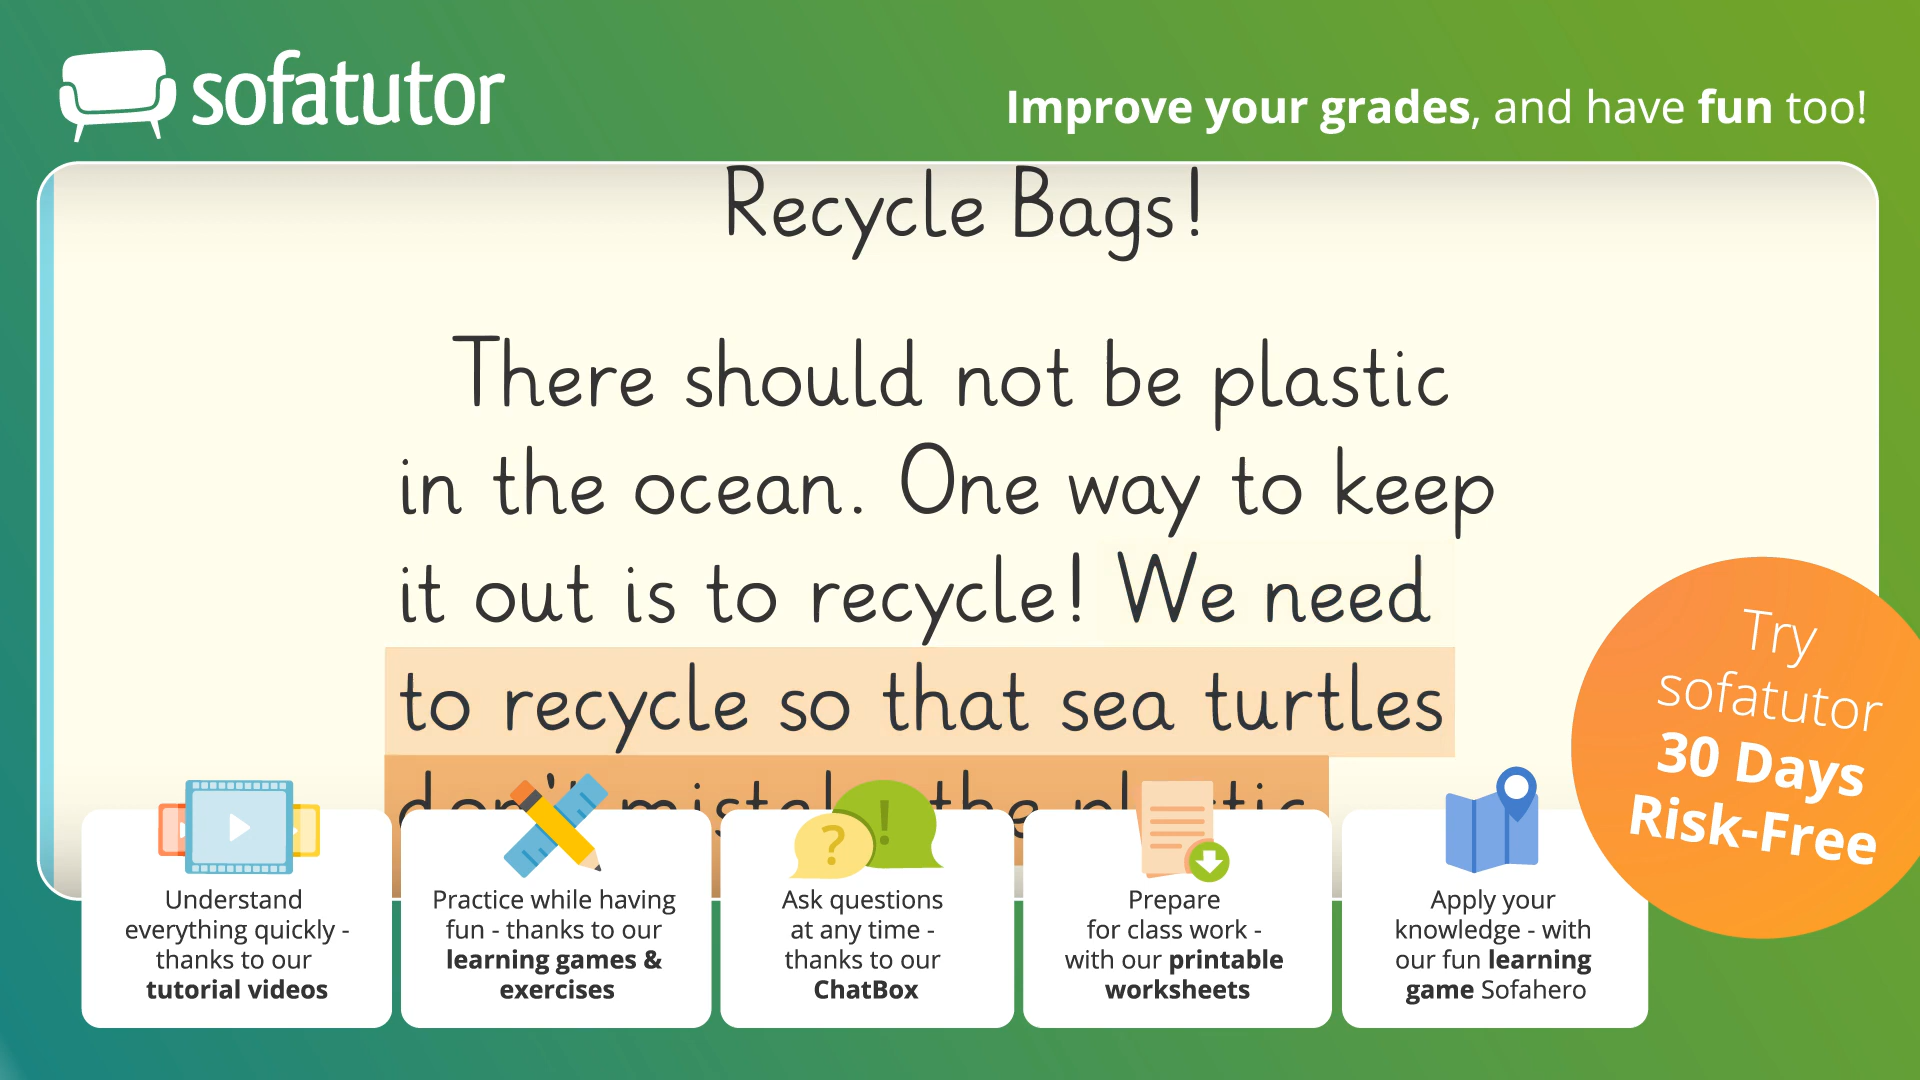 sofatutor
Improve your grades, and have fun too!
Recycle Bags!
There should not be plastic
in the ocean. One way to keep
it out is to recycle! We need
to recycle so that sea turtles
don't mistake the plastic
Try
sofatutor
30 Days
Risk-Free
Understand
everything quickly -
thanks to our
tutorial videos
Practice while having
fun - thanks to our
learning games &
exercises
Ask questions
at any time -
thanks to our
ChatBox
Prepare
for class work -
with our printable
worksheets
Apply your
knowledge - with
our fun learning
game Sofahero